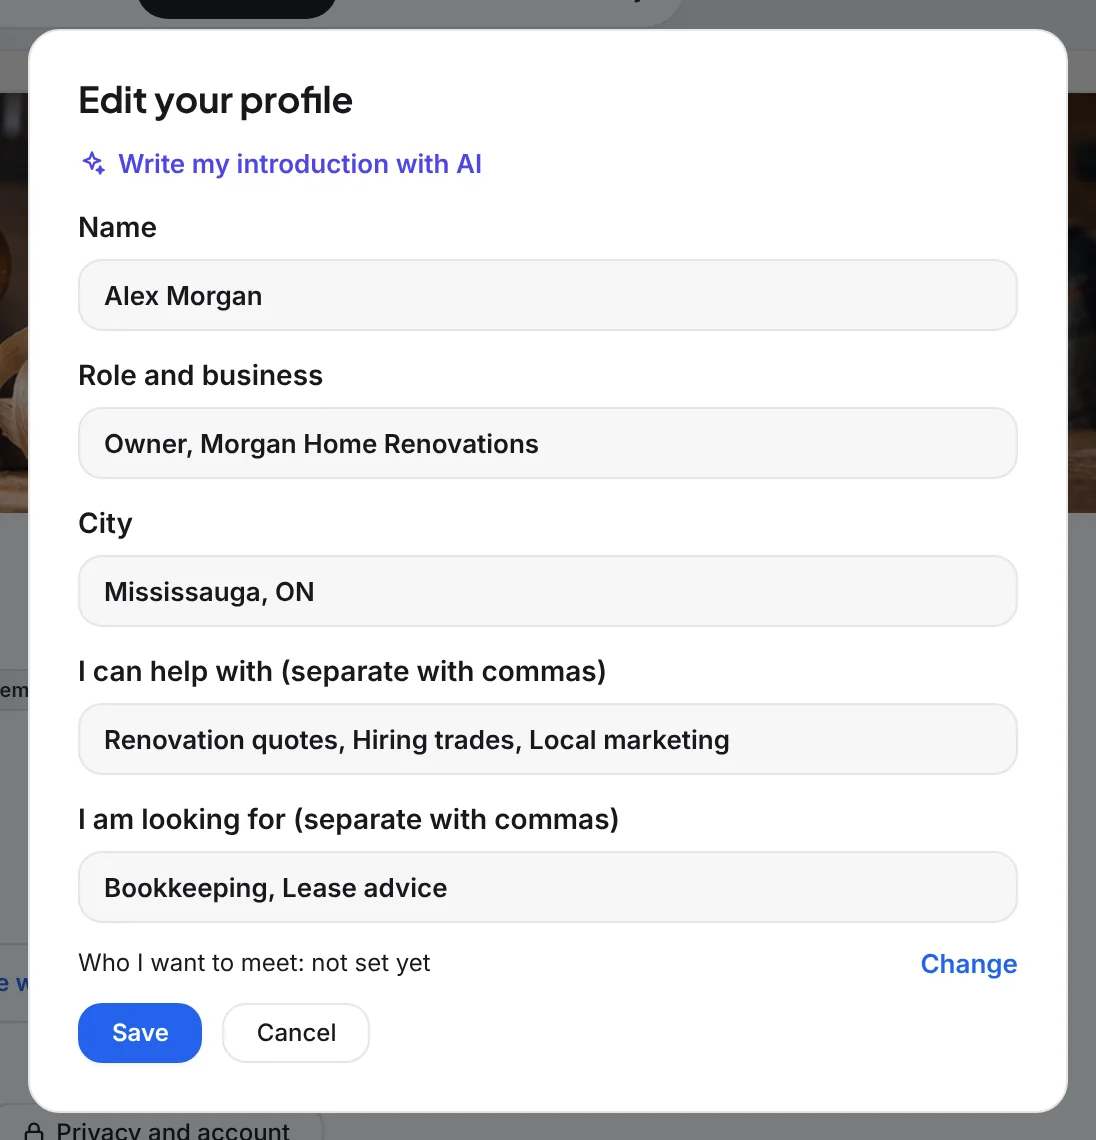 Edit your profile
Write my introduction with AI
Name
Alex Morgan
Role and business
Owner, Morgan Home Renovations
City
Mississauga, ON
I can help with (separate with commas)
Renovation quotes, Hiring trades, Local marketing
I am looking for (separate with commas)
Bookkeeping, Lease advice
Who I want to meet: not set yet
Change
Save
Cancel
Privacy and account